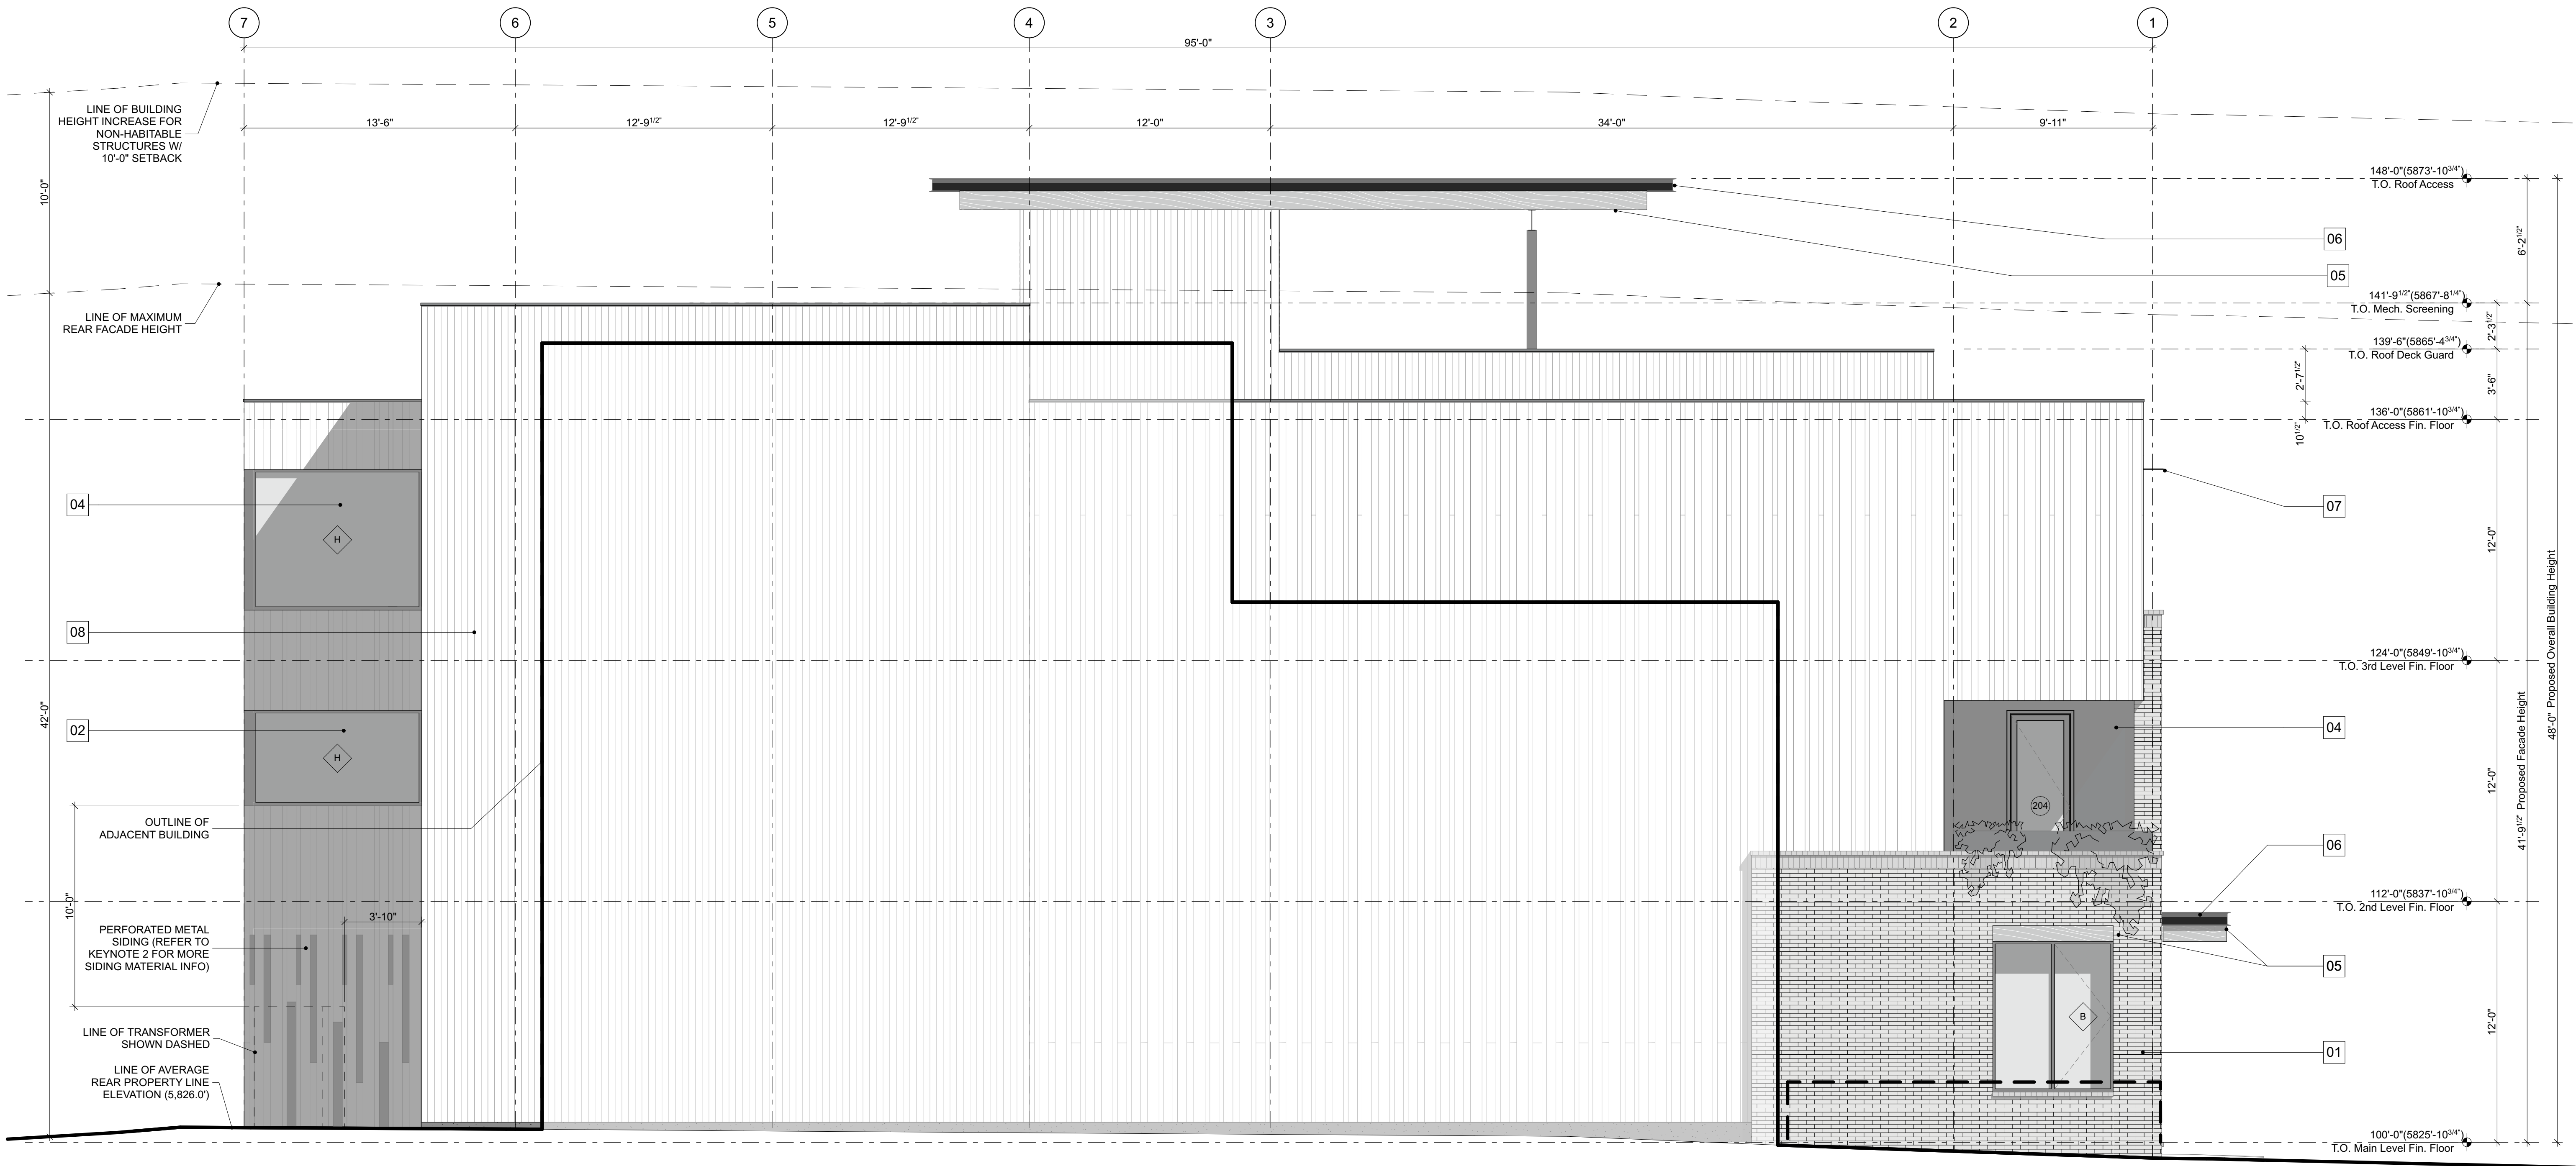 7
6
5
4
3
2
1
95'-0"
LINE OF BUILDING
HEIGHT INCREASE FOR
NON-HABITABLE
STRUCTURES W/
10'-0" SETBACK
13'-6"
12'-9 1/2"
12'-9 1/2"
12'-0"
34'-0"
9'-11"
10'-0"
148'-0"(5873'-10 3/4")
T.O. Roof Access
06
05
6'-2 1/2"
LINE OF MAXIMUM
REAR FACADE HEIGHT
141'-9 1/2"(5867'-8 1/4")
T.O. Mech. Screening
2'-3 1/2"
139'-6"(5865'-4 3/4")
T.O. Roof Deck Guard
2'-7 1/2"
3'-6"
136'-0"(5861'-10 3/4")
T.O. Roof Access Fin. Floor
10 1/2"
04
H
07
12'-0"
08
124'-0"(5849'-10 3/4")
T.O. 3rd Level Fin. Floor
48'-0" Proposed Overall Building Height
42'-0"
02
H
04
41'-9 1/2" Proposed Facade Height
12'-0"
204
OUTLINE OF
ADJACENT BUILDING
06
10'-0"
3'-10"
112'-0"(5837'-10 3/4")
T.O. 2nd Level Fin. Floor
PERFORATED METAL
SIDING (REFER TO
KEYNOTE 2 FOR MORE
SIDING MATERIAL INFO)
05
B
12'-0"
LINE OF TRANSFORMER
SHOWN DASHED
01
LINE OF AVERAGE
REAR PROPERTY LINE
ELEVATION (5,826.0')
100'-0"(5825'-10 3/4")
T.O. Main Level Fin. Floor